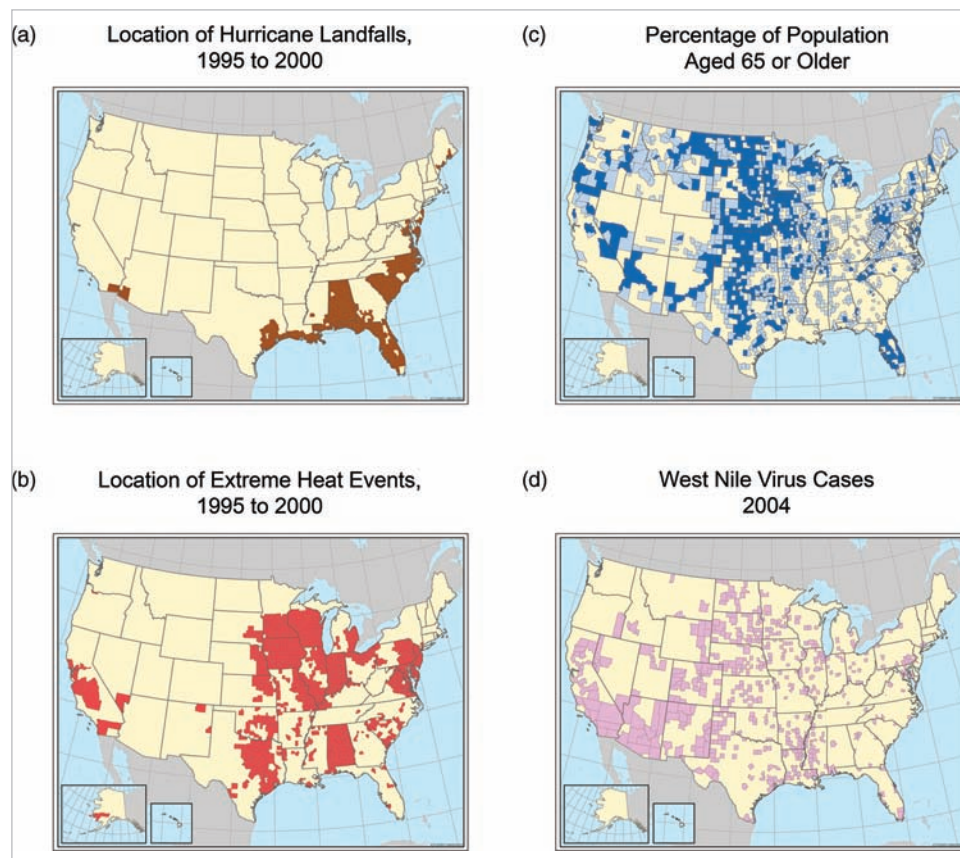 (a)
Location of Hurricane Landfalls,
1995 to 2000
(c)
Percentage of Population
Aged 65 or Older
(b)
Location of Extreme Heat Events,
1995 to 2000
(d)
West Nile Virus Cases
2004